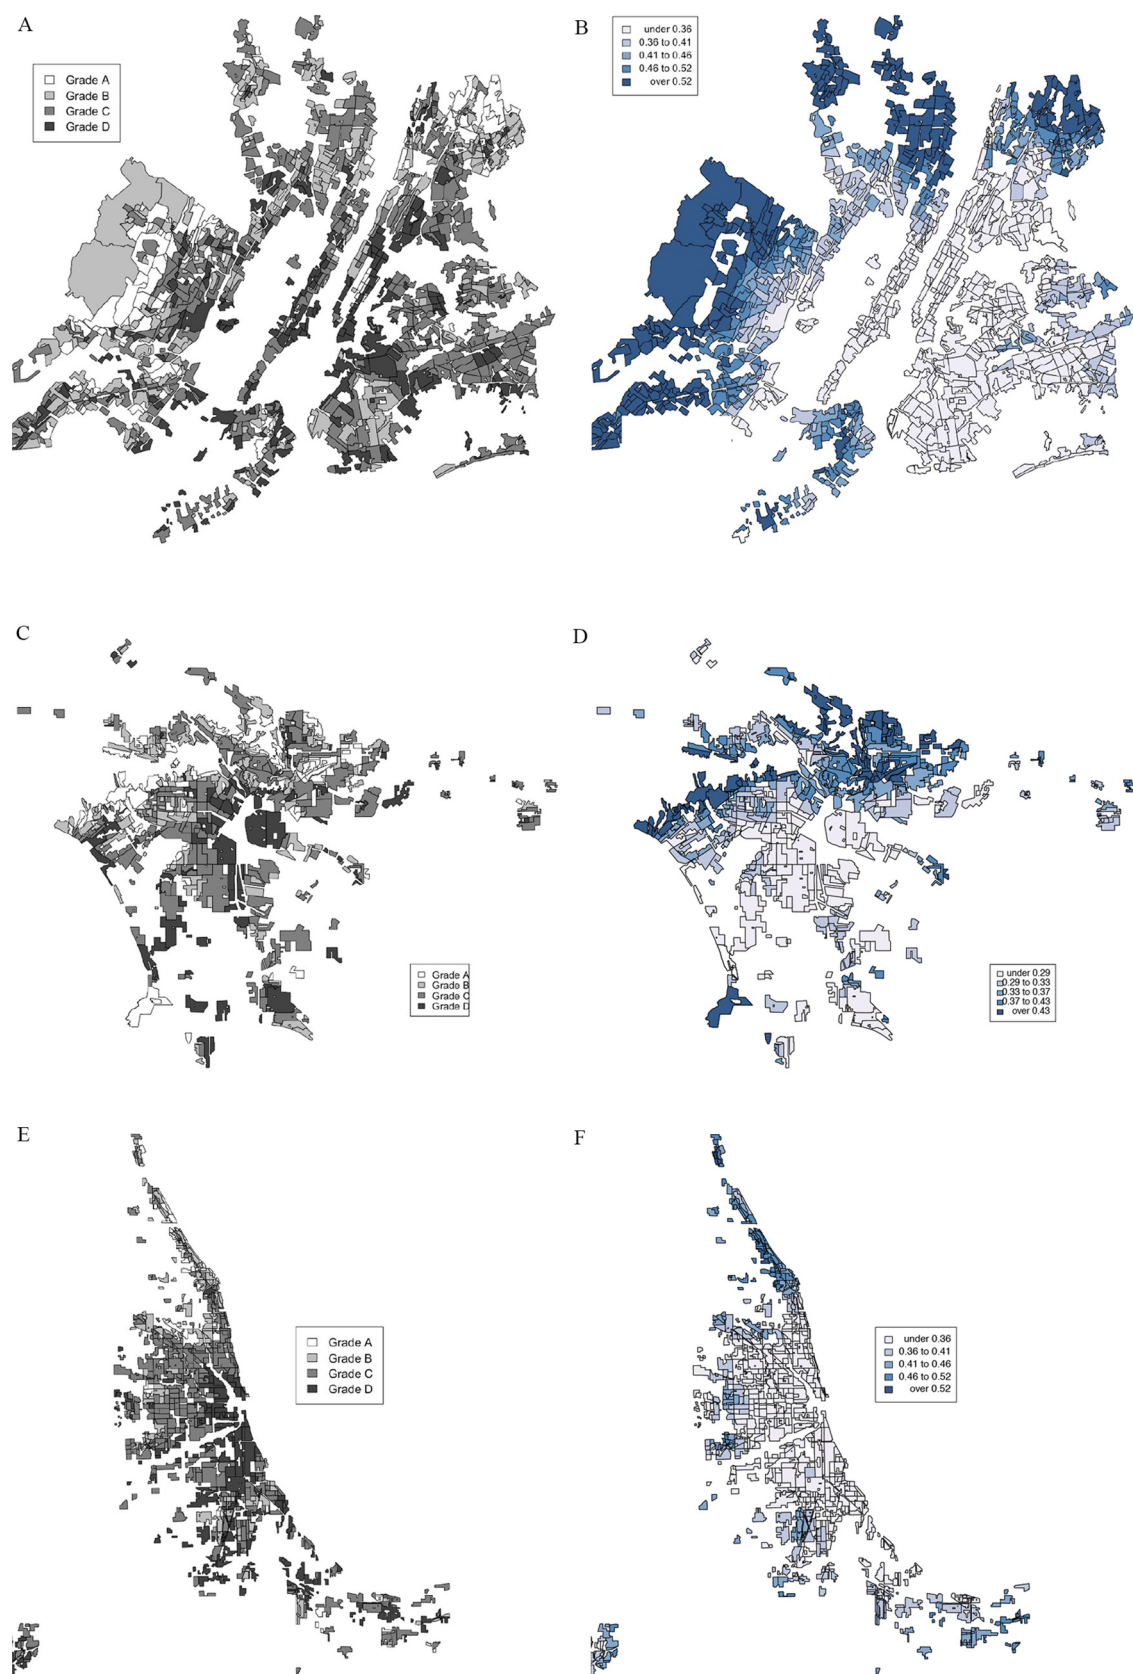 A
Grade A
Grade B
Grade C
Grade D
B
under 0.36
0.36 to 0.41
0.41 to 0.46
0.46 to 0.52
over 0.52
C
Grade A
Grade B
Grade C
Grade D
D
under 0.29
0.29 to 0.33
0.33 to 0.37
0.37 to 0.43
over 0.43
E
Grade A
Grade B
Grade C
Grade D
F
under 0.36
0.36 to 0.41
0.41 to 0.46
0.46 to 0.52
over 0.52